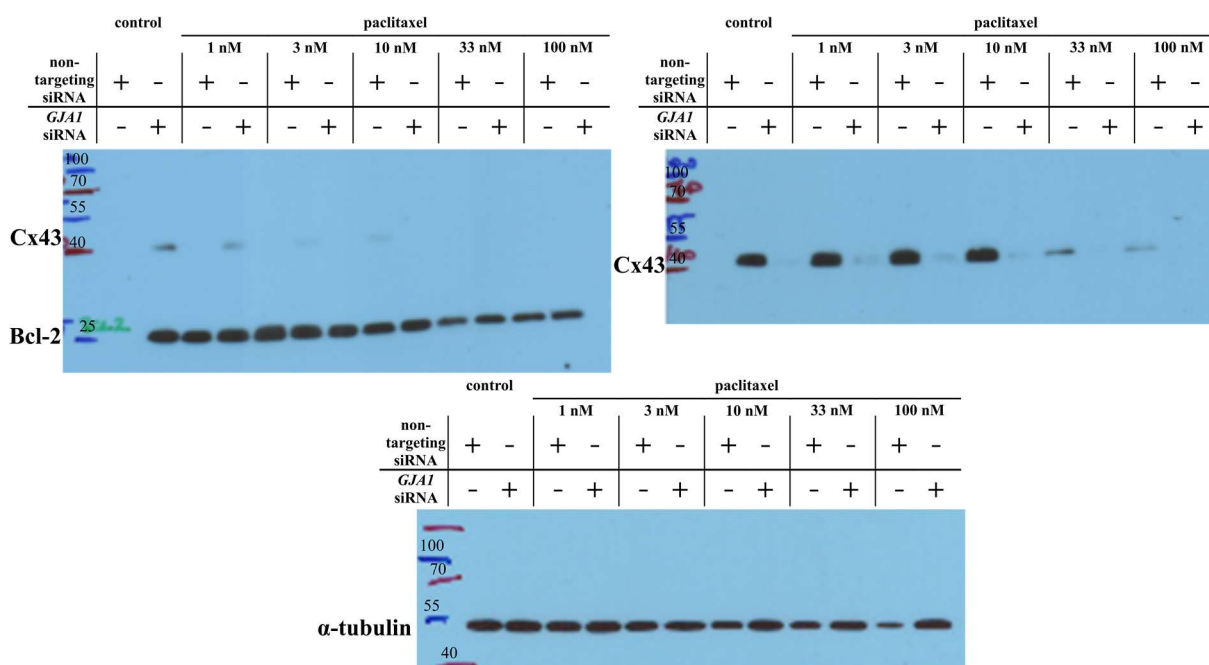 control paclitaxel
1 nM 3 nM 10 nM 33 nM 100 nM
non-
targeting
siRNA
+ − + − + − + − + − + −
GJA1
siRNA
− + − + − + − + − + − +
100
70
55
Cx43
40
25
Bcl-2
control paclitaxel
1 nM 3 nM 10 nM 33 nM 100 nM
non-
targeting
siRNA
+ − + − + − + − + − + −
GJA1
siRNA
− + − + − + − + − + − +
100
70
55
Cx43
40
control paclitaxel
1 nM 3 nM 10 nM 33 nM 100 nM
non-
targeting
siRNA
+ − + − + − + − + − + −
GJA1
siRNA
− + − + − + − + − + − +
100
70
55
α-tubulin
40